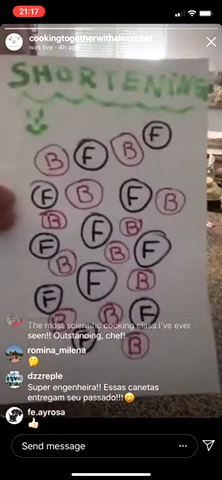 21:17
cookingtogetherwithalexzchef
was live · 4h ago
SHORTENING
F
B F B
F B F B
B F B
F B F
B F B
F B F
B F B
The most scientific cooking class I've ever
seen!! Outstanding, chef!
romina_milena
🤔
dzzreple
Super engenheira!! Essas canetas
entregam seu passado!!!😄
fe.ayrosa
👍🏻
Send message